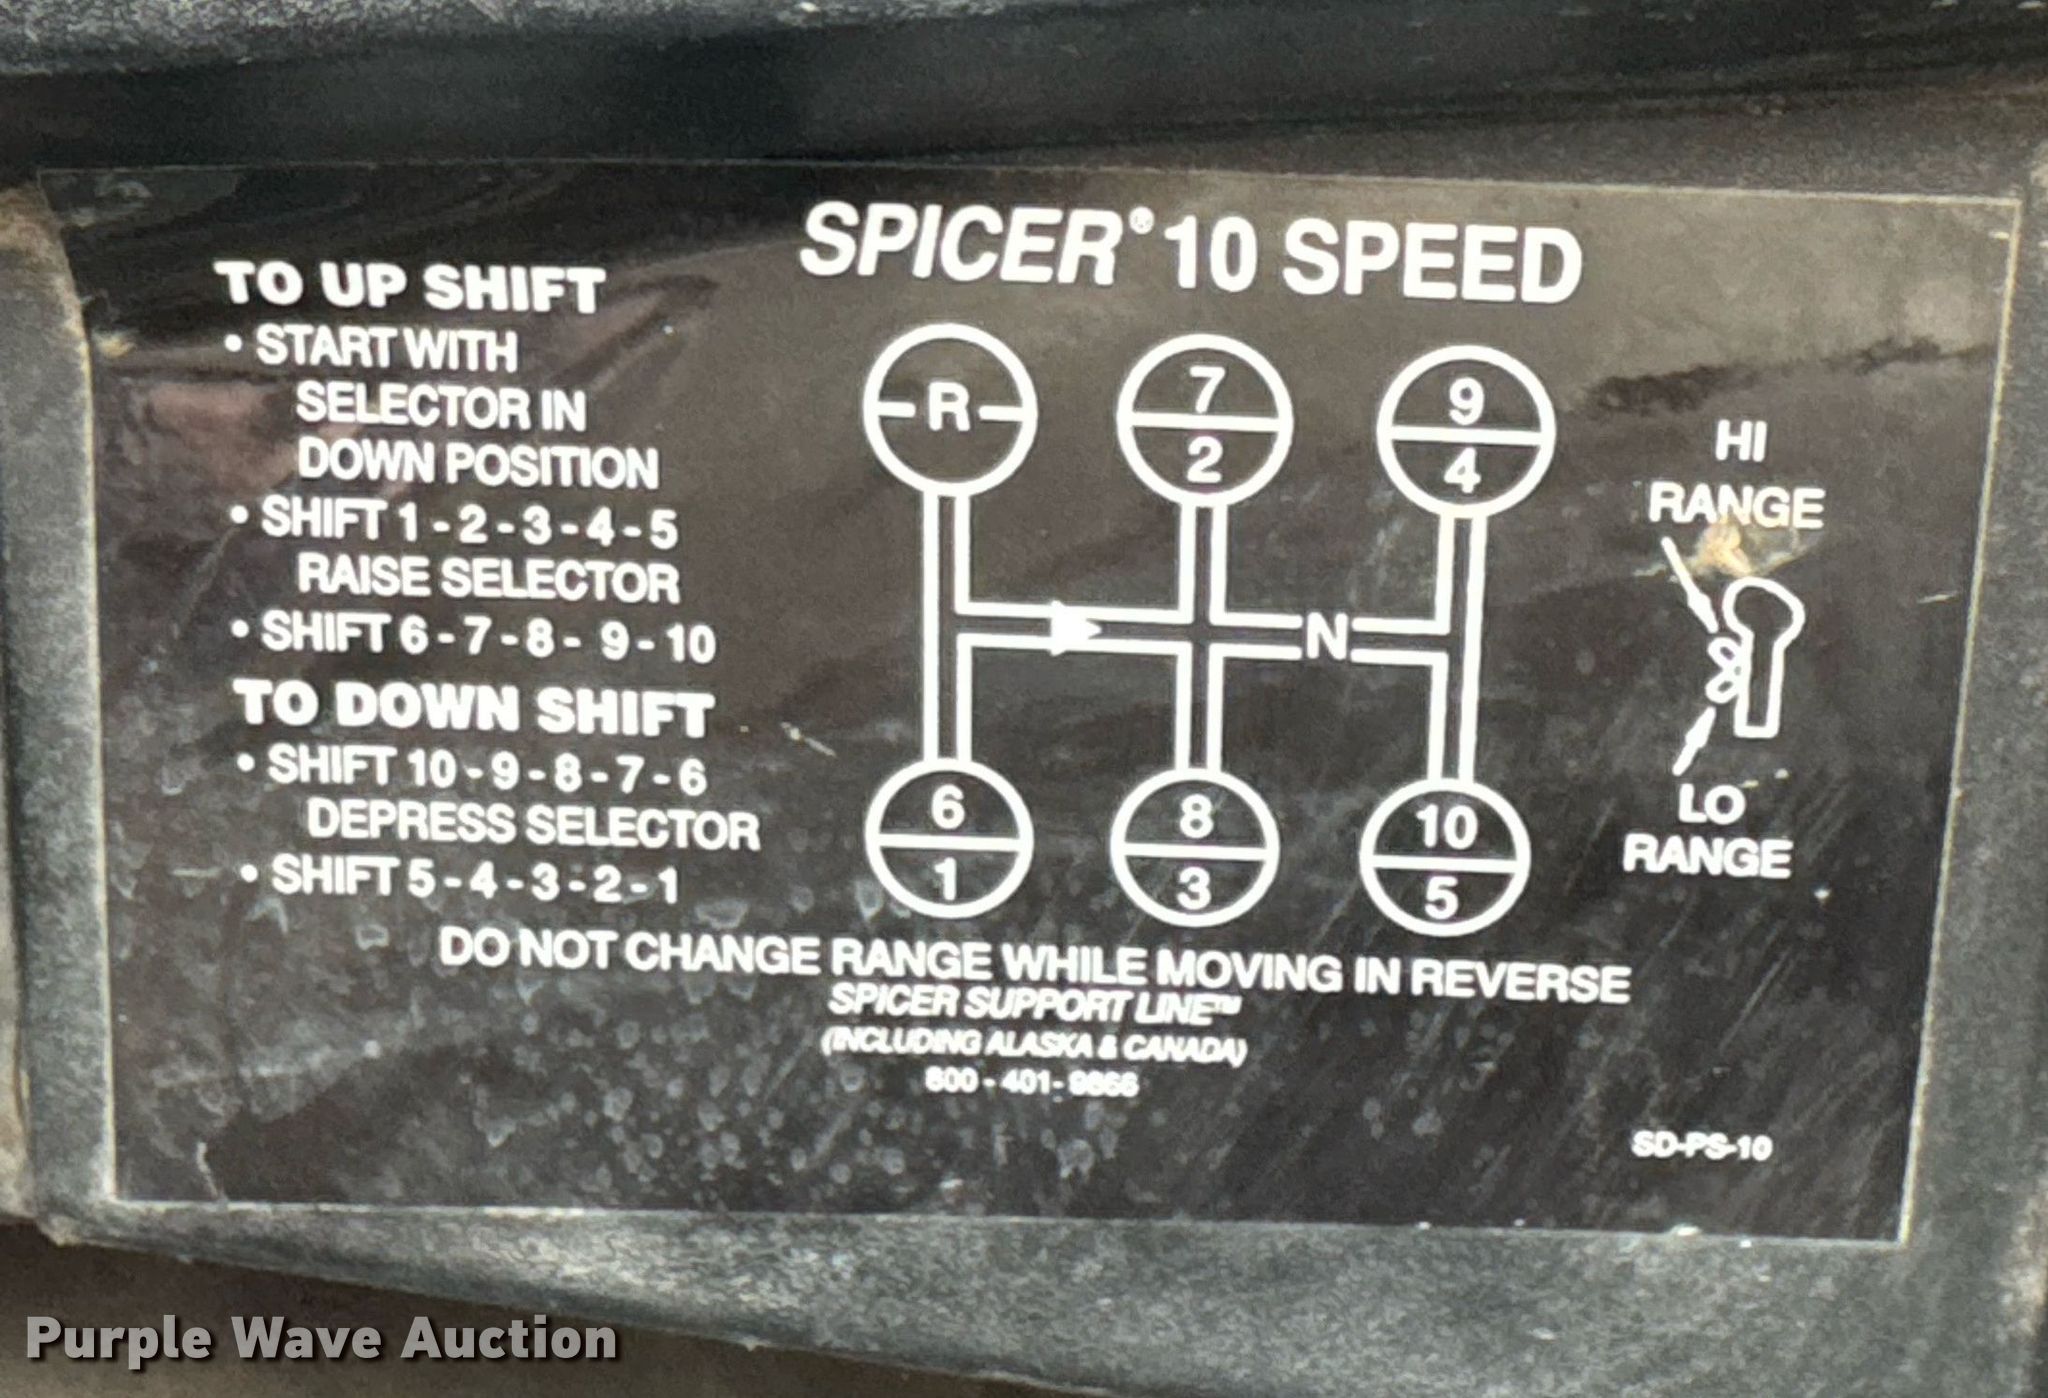 SPICER® 10 SPEED
TO UP SHIFT
• START WITH
SELECTOR IN
DOWN POSITION
• SHIFT 1 - 2 - 3 - 4 - 5
RAISE SELECTOR
• SHIFT 6 - 7 - 8 - 9 - 10
TO DOWN SHIFT
• SHIFT 10 - 9 - 8 - 7 - 6
DEPRESS SELECTOR
• SHIFT 5 - 4 - 3 - 2 - 1
R
7
2
9
4
N
6
1
8
3
10
5
HI
RANGE
LO
RANGE
DO NOT CHANGE RANGE WHILE MOVING IN REVERSE
SPICER SUPPORT LINE™
(INCLUDING ALASKA & CANADA)
800 - 401-
SD-PS-10
Purple Wave Auction